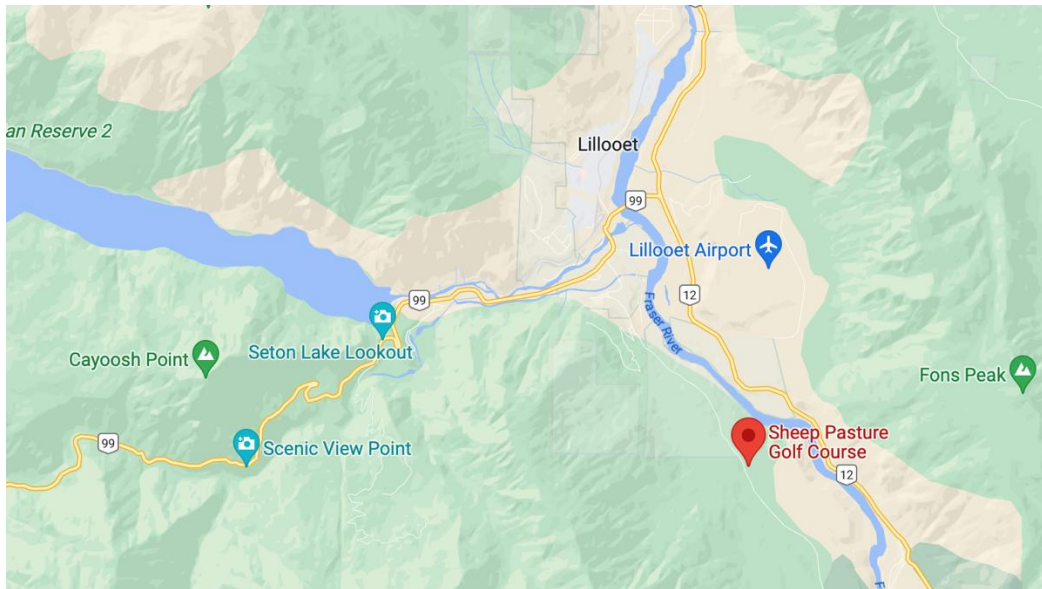 an Reserve 2
Lillooet
99
Lillooet Airport
12
Fraser River
99
Seton Lake Lookout
Cayoosh Point
Fons Peak
Sheep Pasture
Golf Course
99
Scenic View Point
12
F